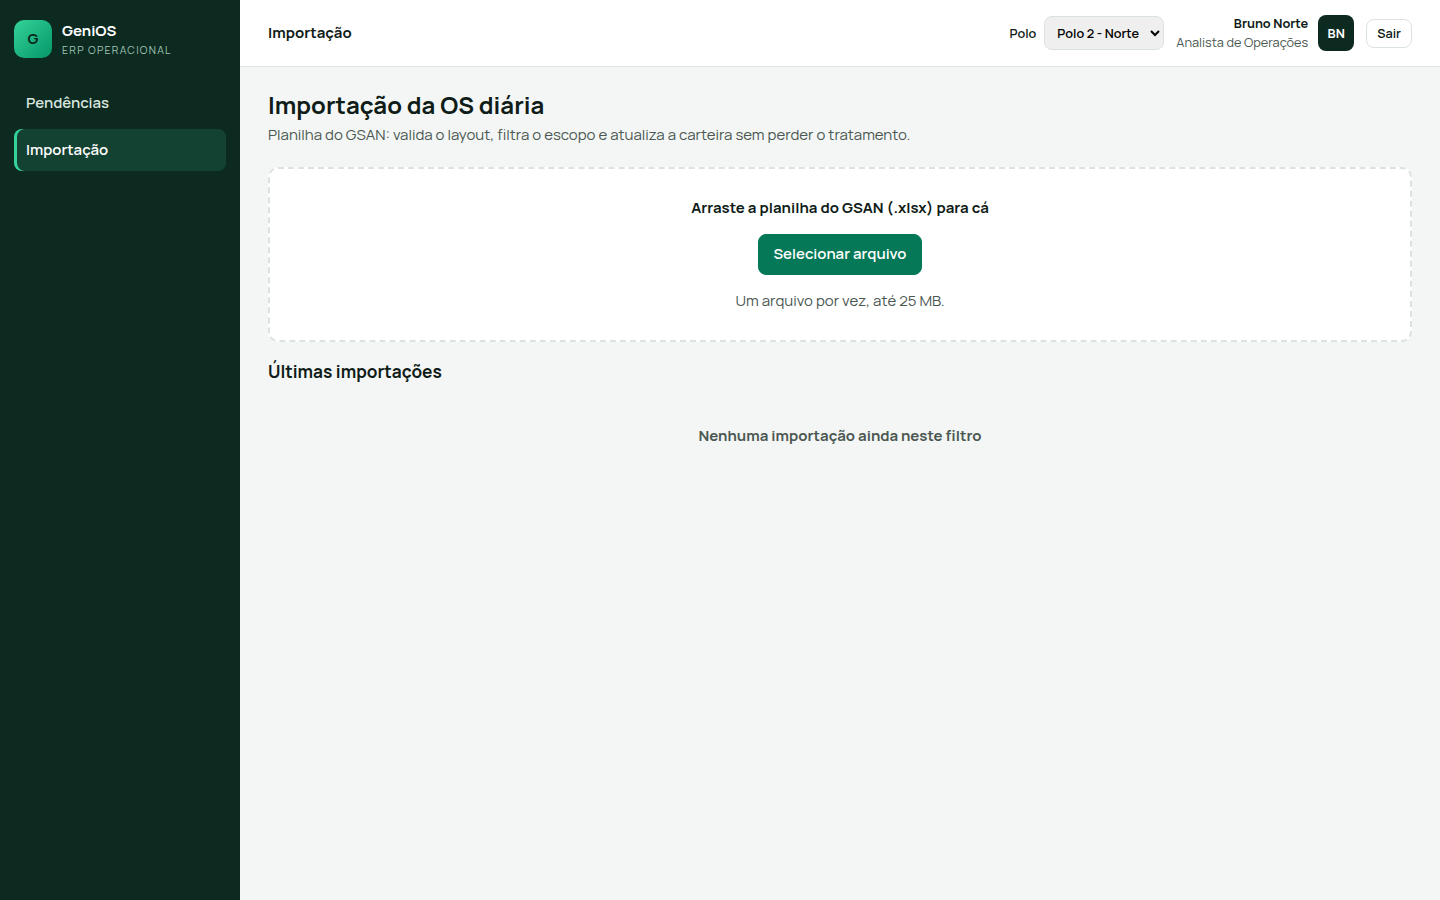 G
GeniOS
ERP OPERACIONAL
Pendências
Importação
Importação
Polo
Polo 2 - Norte
Bruno Norte
Analista de Operações
BN
Sair
Importação da OS diária
Planilha do GSAN: valida o layout, filtra o escopo e atualiza a carteira sem perder o tratamento.
Arraste a planilha do GSAN (.xlsx) para cá
Selecionar arquivo
Um arquivo por vez, até 25 MB.
Últimas importações
Nenhuma importação ainda neste filtro